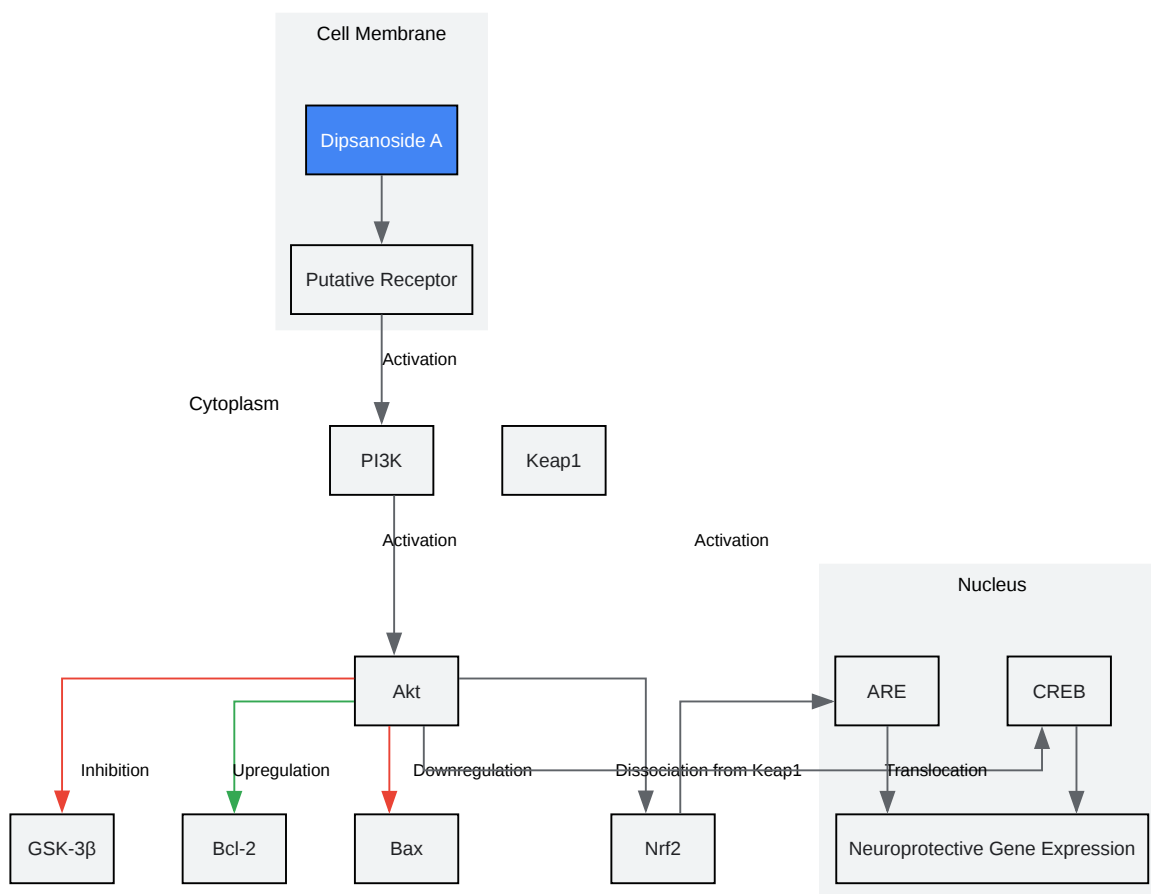 Cell Membrane
Dipsanoside A
Putative Receptor
Activation
Cytoplasm
PI3K
Keap1
Activation
Activation
Nucleus
Akt
ARE
CREB
Inhibition
Upregulation
Downregulation
Dissociation from Keap1
Translocation
GSK-3β
Bcl-2
Bax
Nrf2
Neuroprotective Gene Expression